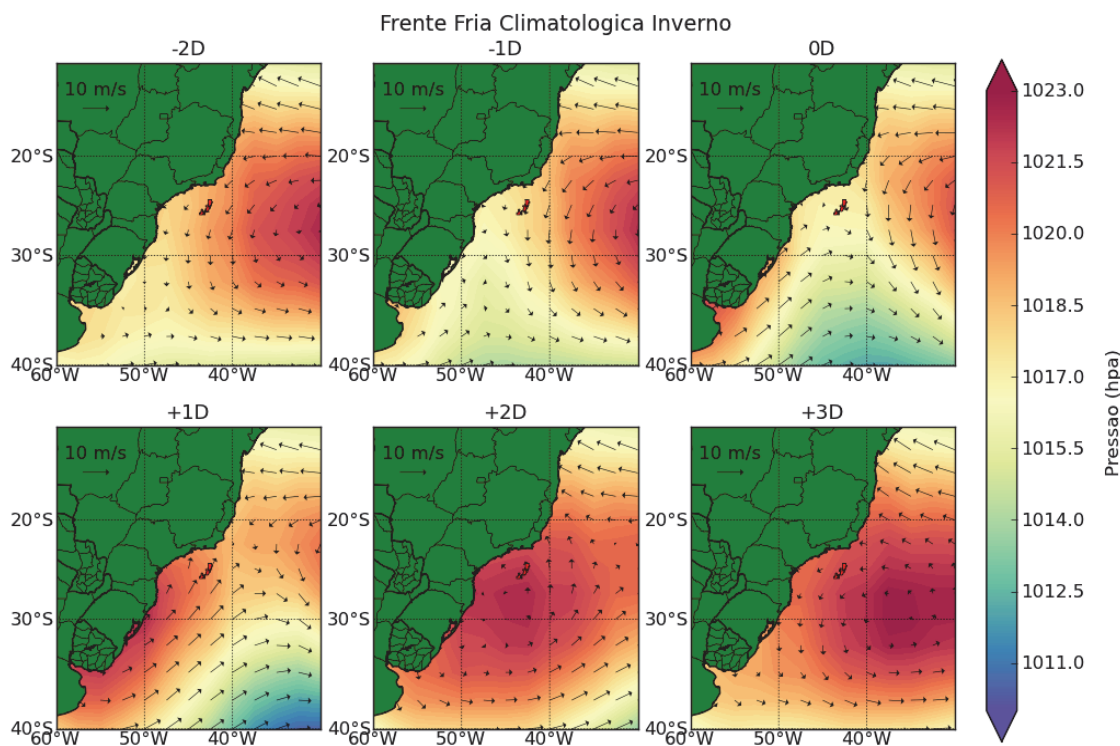 Frente Fria Climatologica Inverno
-2D
-1D
0D
10 m/s
10 m/s
10 m/s
20°S
30°S
40°S
60°W
50°W
40°W
20°S
30°S
40°S
60°W
50°W
40°W
20°S
30°S
40°S
60°W
50°W
40°W
+1D
+2D
+3D
10 m/s
10 m/s
10 m/s
20°S
30°S
40°S
60°W
50°W
40°W
20°S
30°S
40°S
60°W
50°W
40°W
20°S
30°S
40°S
60°W
50°W
40°W
1023.0
1021.5
1020.0
1018.5
1017.0
1015.5
1014.0
1012.5
1011.0
Pressao (hpa)